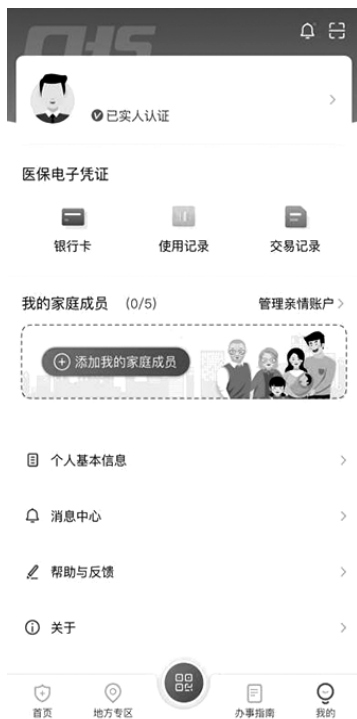 CHS
已实人认证
医保电子凭证
银行卡 使用记录 交易记录
我的家庭成员 (0/5) 管理亲情账户
添加我的家庭成员
个人基本信息
消息中心
帮助与反馈
关于
首页 地方专区 办事指南 我的